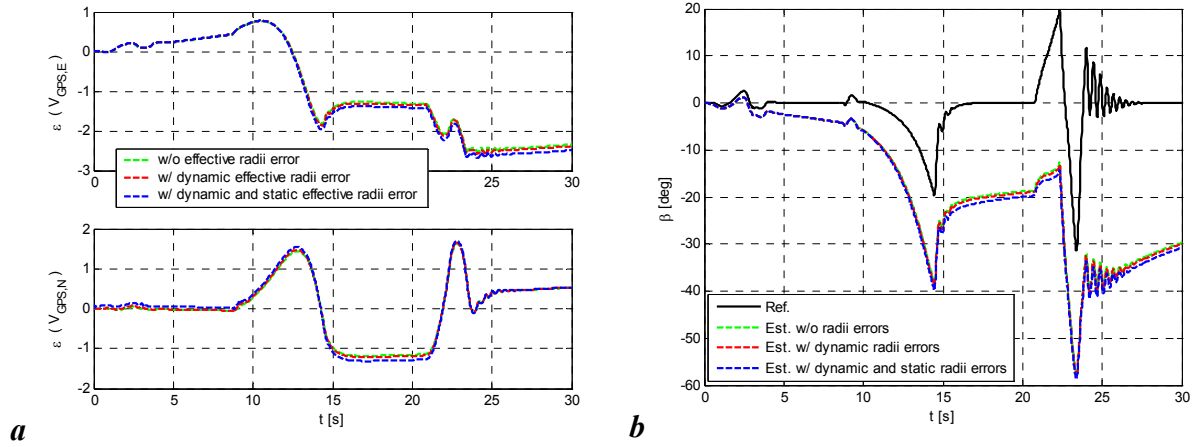 1
0
-1
-2
-3
0
5
10
15
20
25
30
ε ( V_GPS,E )
w/o effective radii error
w/ dynamic effective radii error
w/ dynamic and static effective radii error
2
1
0
-1
-2
0
5
10
15
20
25
30
ε ( V_GPS,N )
t [s]
a
20
10
0
-10
-20
-30
-40
-50
-60
0
5
10
15
20
25
30
β [deg]
Ref.
Est. w/o radii errors
Est. w/ dynamic radii errors
Est. w/ dynamic and static radii errors
t [s]
b